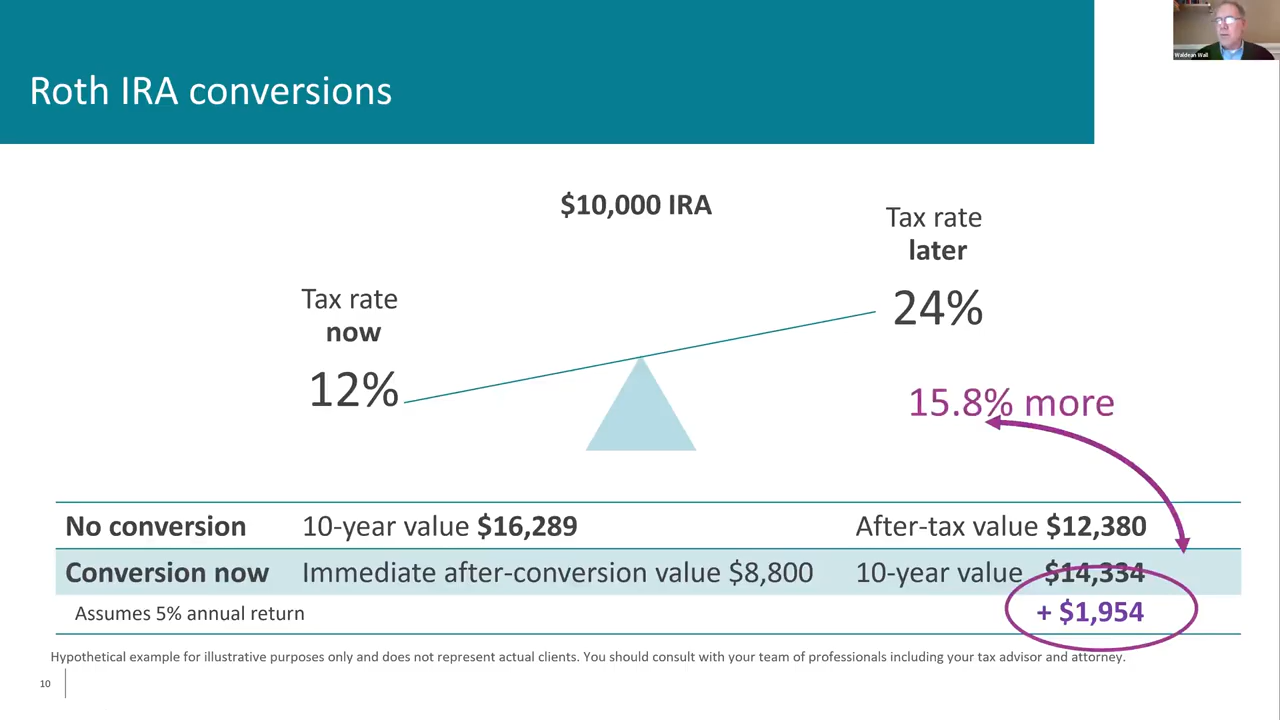 Waldean Wall
Roth IRA conversions
$10,000 IRA
Tax rate
now
12%
Tax rate
later
24%
15.8% more
No conversion 10-year value $16,289 After-tax value $12,380
Conversion now Immediate after-conversion value $8,800 10-year value $14,334
Assumes 5% annual return + $1,954
Hypothetical example for illustrative purposes only and does not represent actual clients. You should consult with your team of professionals including your tax advisor and attorney.
10